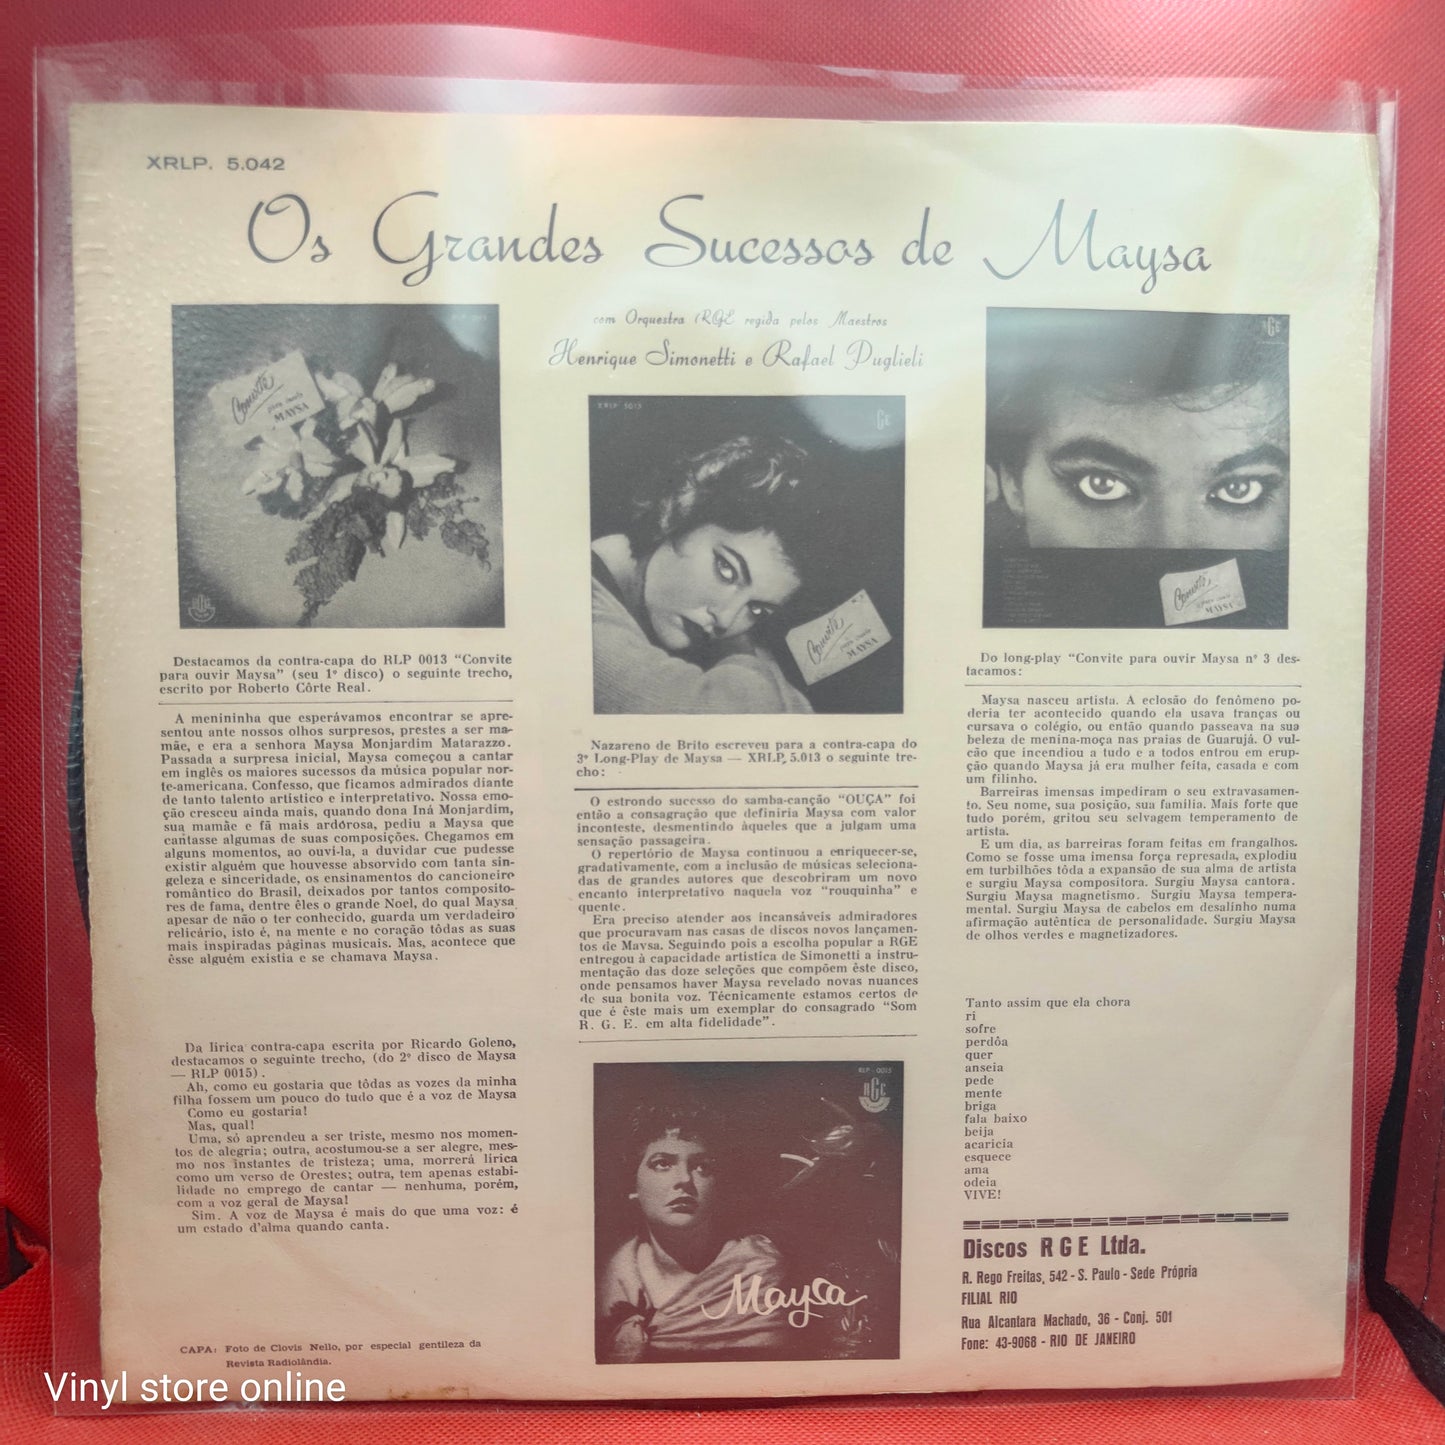 XRLP. 5.042
Os Grandes Sucessos de Maysa
com Orquestra RGE regida pelos Maestros
Henrique Simonetti e Rafael Puglieli
Convite
para ouvir
MAYSA
RGE
Destacamos da contra-capa do RLP 0013 "Convite
para ouvir Maysa" (seu 1º disco) o seguinte trecho,
escrito por Roberto Côrte Real.
A menininha que esperávamos encontrar se apre-
sentou ante nossos olhos surpresos, prestes a ser ma-
mãe, e era a senhora Maysa Monjardim Matarazzo.
Passada a surpresa inicial, Maysa começou a cantar
em inglês os maiores sucessos da música popular nor-
te-americana. Confesso, que ficamos admirados diante
de tanto talento artístico e interpretativo. Nossa emo-
ção cresceu ainda mais, quando dona Iná Monjardim,
sua mamãe e fã mais ardórosa, pediu a Maysa que
cantasse algumas de suas composições. Chegamos em
alguns momentos, ao ouvi-la, a duvidar cue pudesse
existir alguém que houvesse absorvido com tanta sin-
geleza e sinceridade, os ensinamentos do cancioneiro
romântico do Brasil, deixados por tantos composito-
res de fama, dentre êles o grande Noel, do qual Maysa
apesar de não o ter conhecido, guarda um verdadeiro
relicário, isto é, na mente e no coração tôdas as suas
mais inspiradas páginas musicais. Mas, acontece que
êsse alguém existia e se chamava Maysa.
Da lírica contra-capa escrita por Ricardo Goleno,
destacamos o seguinte trecho, (do 2º disco de Maysa
— RLP 0015).
Ah, como eu gostaria que tôdas as vozes da minha
filha fossem um pouco do tudo que é a voz de Maysa
Como eu gostaria!
Mas, qual!
Uma, só aprendeu a ser triste, mesmo nos momen-
tos de alegria; outra, acostumou-se a ser alegre, mes-
mo nos instantes de tristeza; uma, morrerá lírica
como um verso de Orestes; outra, tem apenas estabi-
lidade no emprego de cantar — nenhuma, porém,
com a voz geral de Maysa!
Sim. A voz de Maysa é mais do que uma voz: é
um estado d'alma quando canta.
CAPA: Foto de Clovis Nello, por especial gentileza da
Revista Radiolândia.
XRLP 5013
Convite
para ouvir
MAYSA
Nazareno de Brito escreveu para a contra-capa do
3º Long-Play de Maysa — XRLP, 5.013 o seguinte tre-
cho:
O estrondo sucesso do samba-canção "OUÇA" foi
então a consagração que definiria Maysa com valor
inconteste, desmentindo àqueles que a julgam uma
sensação passageira.
O repertório de Maysa continuou a enriquecer-se,
gradativamente, com a inclusão de músicas seleciona-
das de grandes autores que descobriram um novo
encanto interpretativo naquela voz "rouquinha" e
quente.
Era preciso atender aos incansáveis admiradores
que procuravam nas casas de discos novos lançamen-
tos de Maysa. Seguindo pois a escolha popular a RGE
entregou à capacidade artística de Simonetti a instru-
mentação das doze seleções que compõem êste disco,
onde pensamos haver Maysa revelado novas nuances
de sua bonita voz. Técnicamente estamos certos de
que é êste mais um exemplar do consagrado "Som
R. G. E. em alta fidelidade".
RLP - 0015
RGE
Maysa
RGE
Convite
para ouvir
MAYSA
Do long-play "Convite para ouvir Maysa nº 3 des-
tacamos:
Maysa nasceu artista. A eclosão do fenômeno po-
deria ter acontecido quando ela usava tranças ou
cursava o colégio, ou então quando passeava na sua
beleza de menina-moça nas praias de Guarujá. O vul-
cão que incendiou a tudo e a todos entrou em erup-
ção quando Maysa já era mulher feita, casada e com
um filinho.
Barreiras imensas impediram o seu extravasamen-
to. Seu nome, sua posição, sua família. Mais forte que
tudo porém, gritou seu selvagem temperamento de
artista.
E um dia, as barreiras foram feitas em frangalhos.
Como se fosse uma imensa força represada, explodiu
em turbilhões tôda a expansão de sua alma de artista
e surgiu Maysa compositora. Surgiu Maysa cantora.
Surgiu Maysa magnetismo. Surgiu Maysa tempera-
mental. Surgiu Maysa de cabelos em desalinho numa
afirmação autêntica de personalidade. Surgiu Maysa
de olhos verdes e magnetizadores.
Tanto assim que ela chora
ri
sofre
perdôa
quer
anseia
pede
mente
briga
fala baixo
beija
acaricia
esquece
ama
odeia
VIVE!
Discos RGE Ltda.
R. Rego Freitas, 542 - S. Paulo - Sede Própria
FILIAL RIO
Rua Alcantara Machado, 36 - Conj. 501
Fone: 43-9068 - RIO DE JANEIRO
Vinyl store online